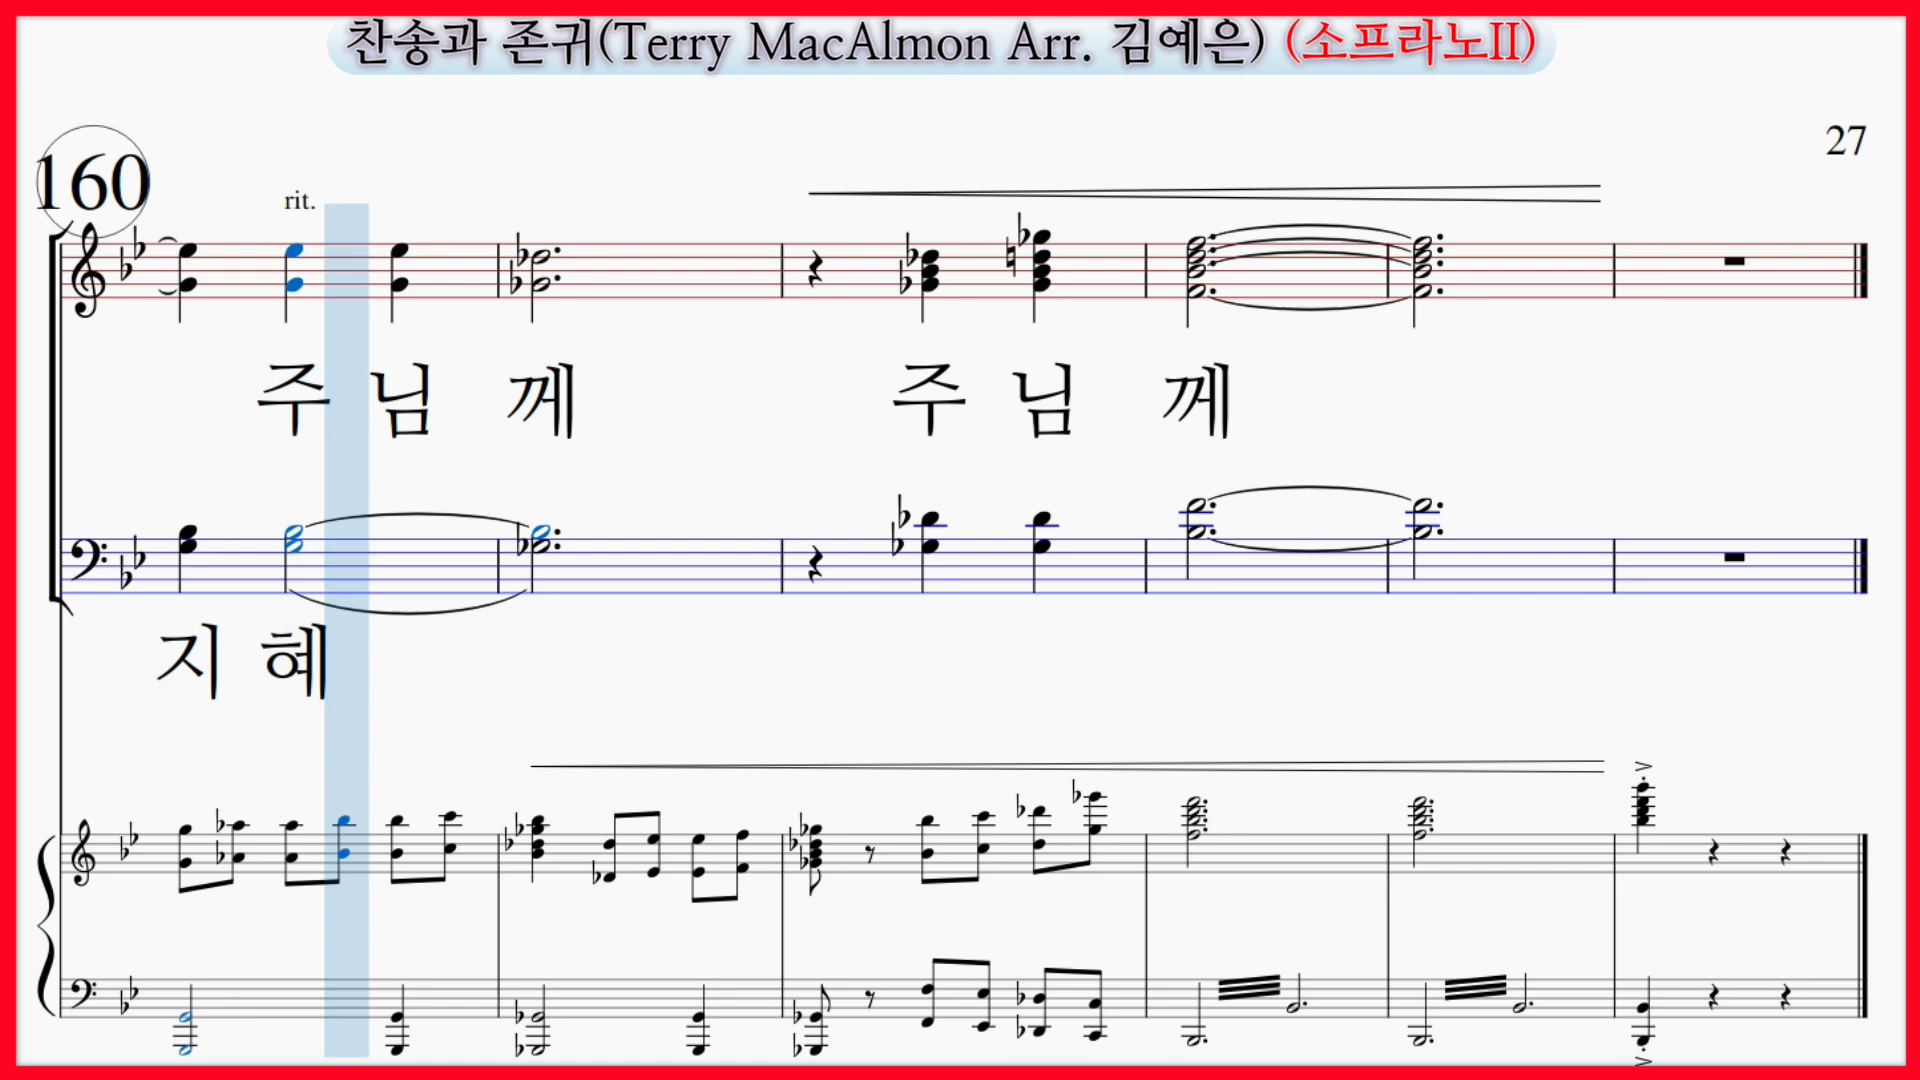 찬송과 존귀(Terry MacAlmon Arr. 김예은) (소프라노II)
27
160
rit.
주 님 께 주 님 께
지 혜